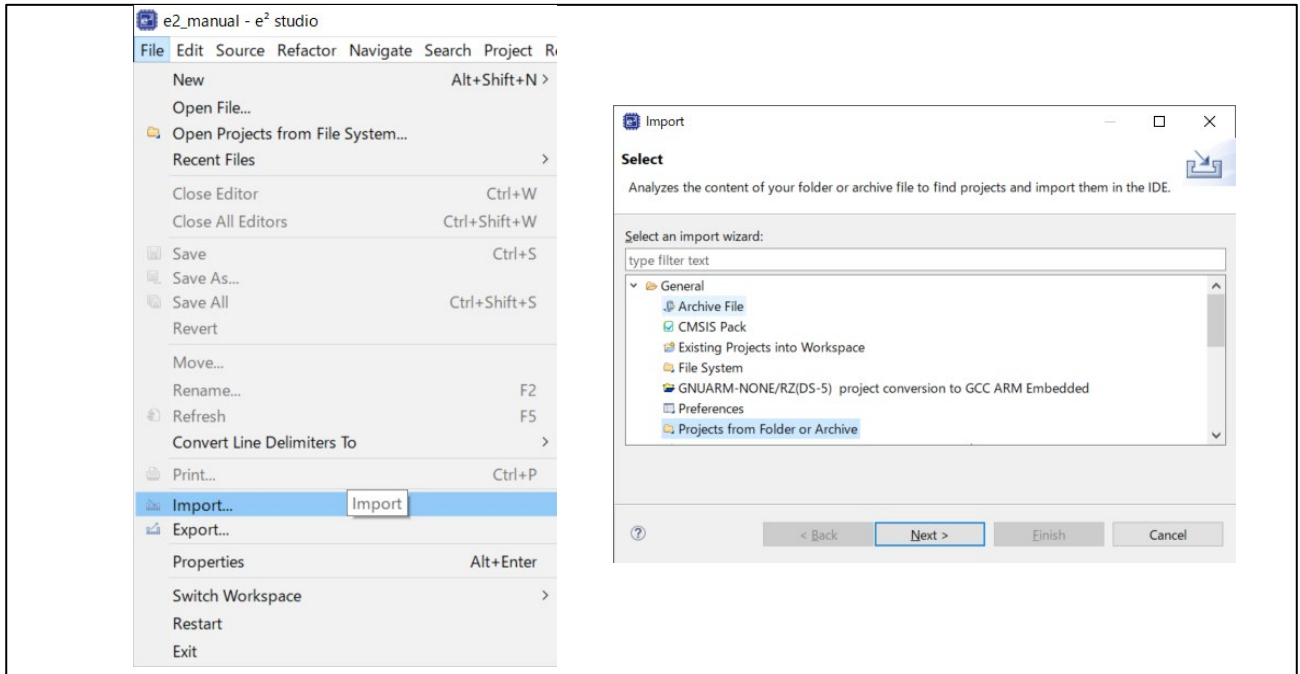 e2_manual - e² studio
File Edit Source Refactor Navigate Search Project
New Alt+Shift+N >
Open File...
Open Projects from File System...
Recent Files >
Close Editor Ctrl+W
Close All Editors Ctrl+Shift+W
Save Ctrl+S
Save As...
Save All Ctrl+Shift+S
Revert
Move...
Rename... F2
Refresh F5
Convert Line Delimiters To >
Print... Ctrl+P
Import... Import
Export...
Properties Alt+Enter
Switch Workspace >
Restart
Exit
Import
Select
Analyzes the content of your folder or archive file to find projects and import them in the IDE.
Select an import wizard:
type filter text
General
Archive File
CMSIS Pack
Existing Projects into Workspace
File System
GNUARM-NONE/RZ(DS-5) project conversion to GCC ARM Embedded
Preferences
Projects from Folder or Archive
< Back Next > Finish Cancel